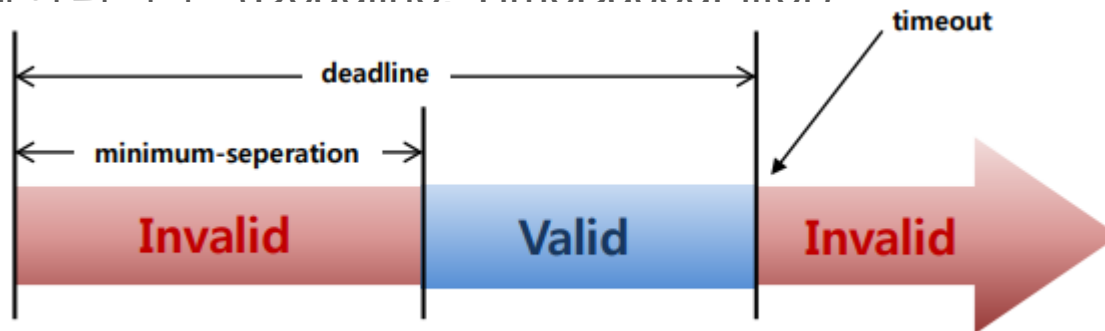 timeout
deadline
minimum-seperation
Invalid
Valid
Invalid